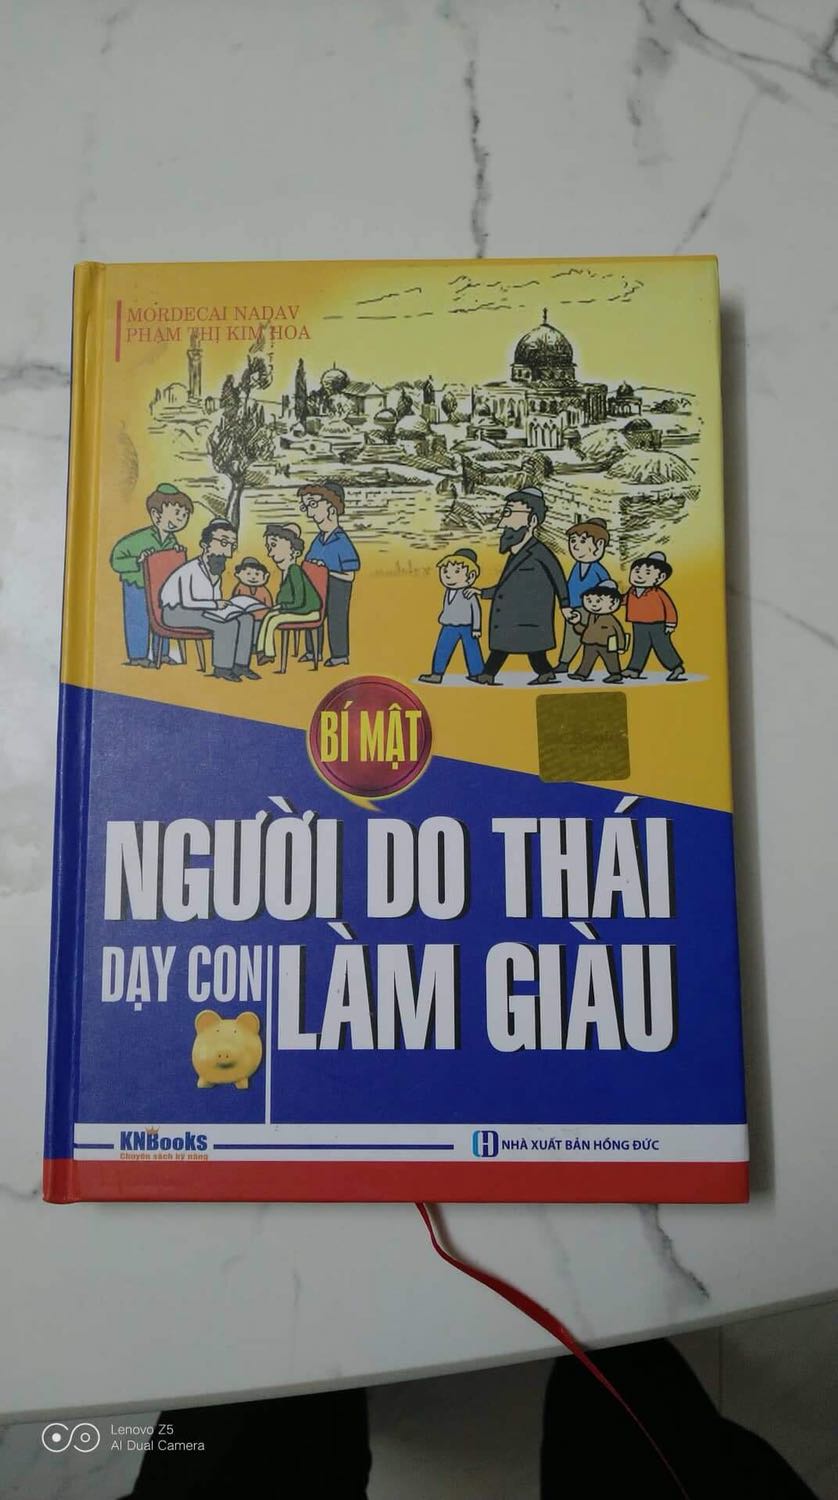 MORDECAI NADAV
PHẠM THỊ KIM HOA
BÍ MẬT
NGƯỜI DO THÁI
DẠY CON
LÀM GIÀU
KNBooks
Chuyên sách kỹ năng
NHÀ XUẤT BẢN HỒNG ĐỨC
Lenovo Z5
AI Dual Camera